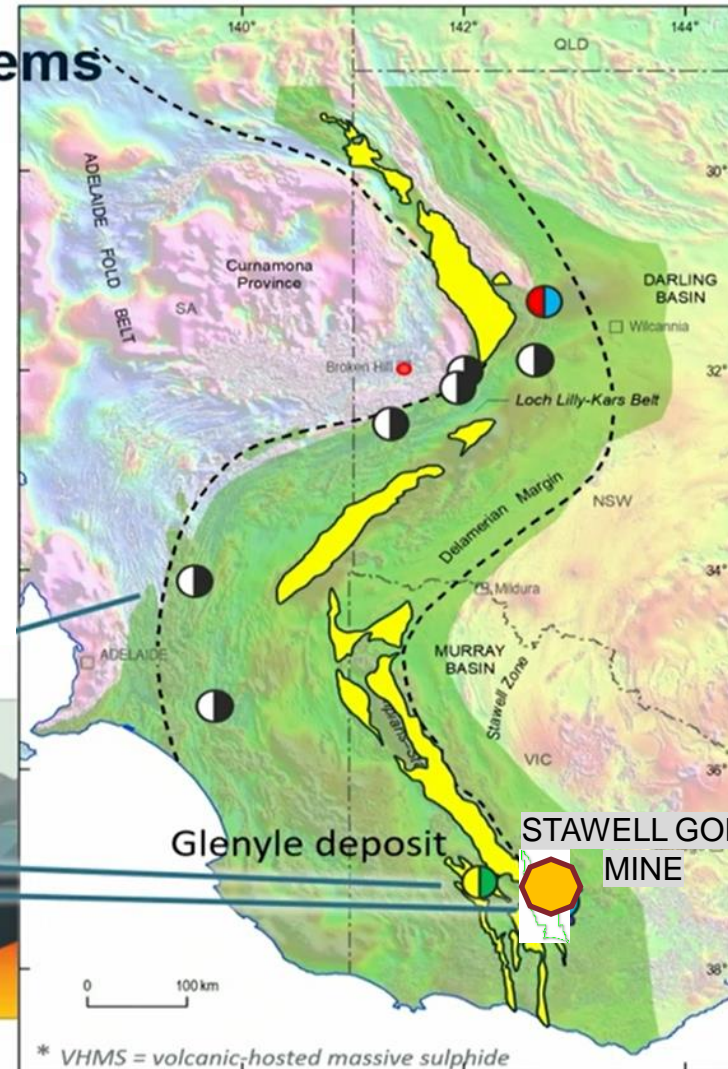 ems
140°
142°
144°
QLD
30°
ADELAIDE FOLD BELT
Curnamona
Province
SA
DARLING
BASIN
Wilcannia
Broken Hill
32°
Loch Lilly-Kars Belt
Delamerian Margin
NSW
34°
Mildura
ADELAIDE
MURRAY
BASIN
Stawell Zone
VIC
36°
Glenyle deposit
STAWELL GOL
MINE
38°
0
100 km
* VHMS = volcanic-hosted massive sulphide